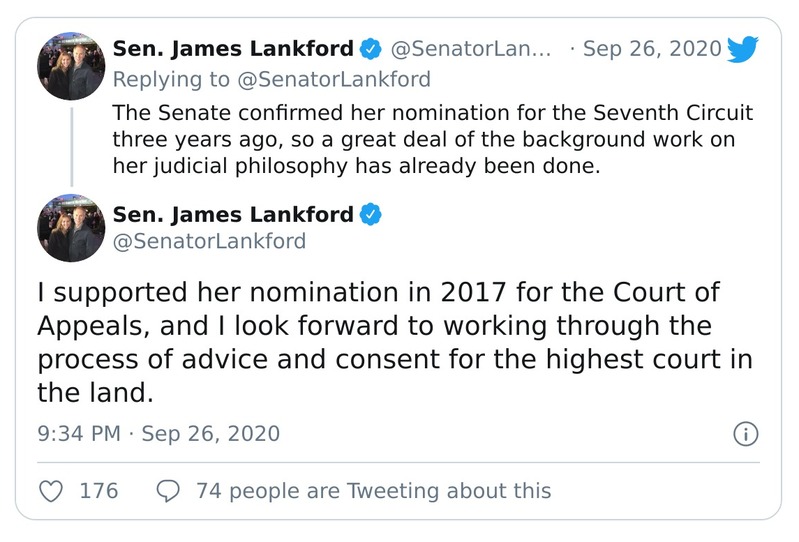 Sen. James Lankford @SenatorLan... · Sep 26, 2020
Replying to @SenatorLankford
The Senate confirmed her nomination for the Seventh Circuit
three years ago, so a great deal of the background work on
her judicial philosophy has already been done.
Sen. James Lankford
@SenatorLankford
I supported her nomination in 2017 for the Court of
Appeals, and I look forward to working through the
process of advice and consent for the highest court in
the land.
9:34 PM · Sep 26, 2020
176 74 people are Tweeting about this